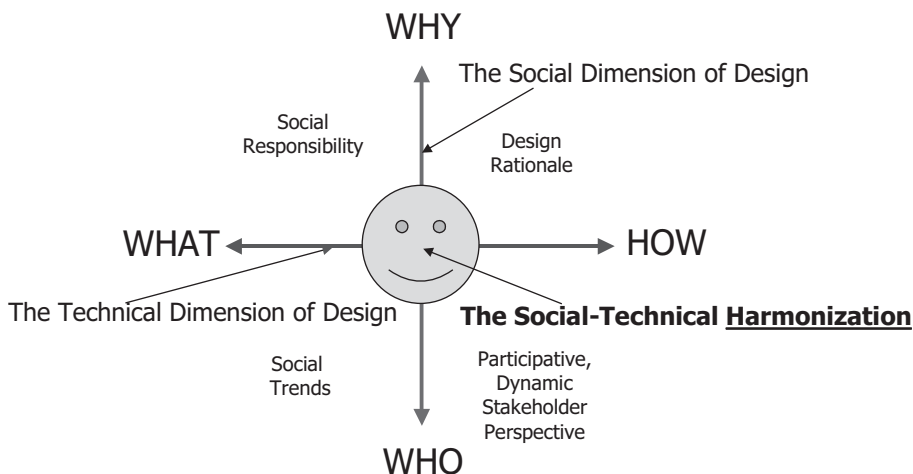 WHY
The Social Dimension of Design
Social
Responsibility
Design
Rationale
WHAT
HOW
The Technical Dimension of Design
The Social-Technical Harmonization
Social
Trends
Participative,
Dynamic
Stakeholder
Perspective
WHO